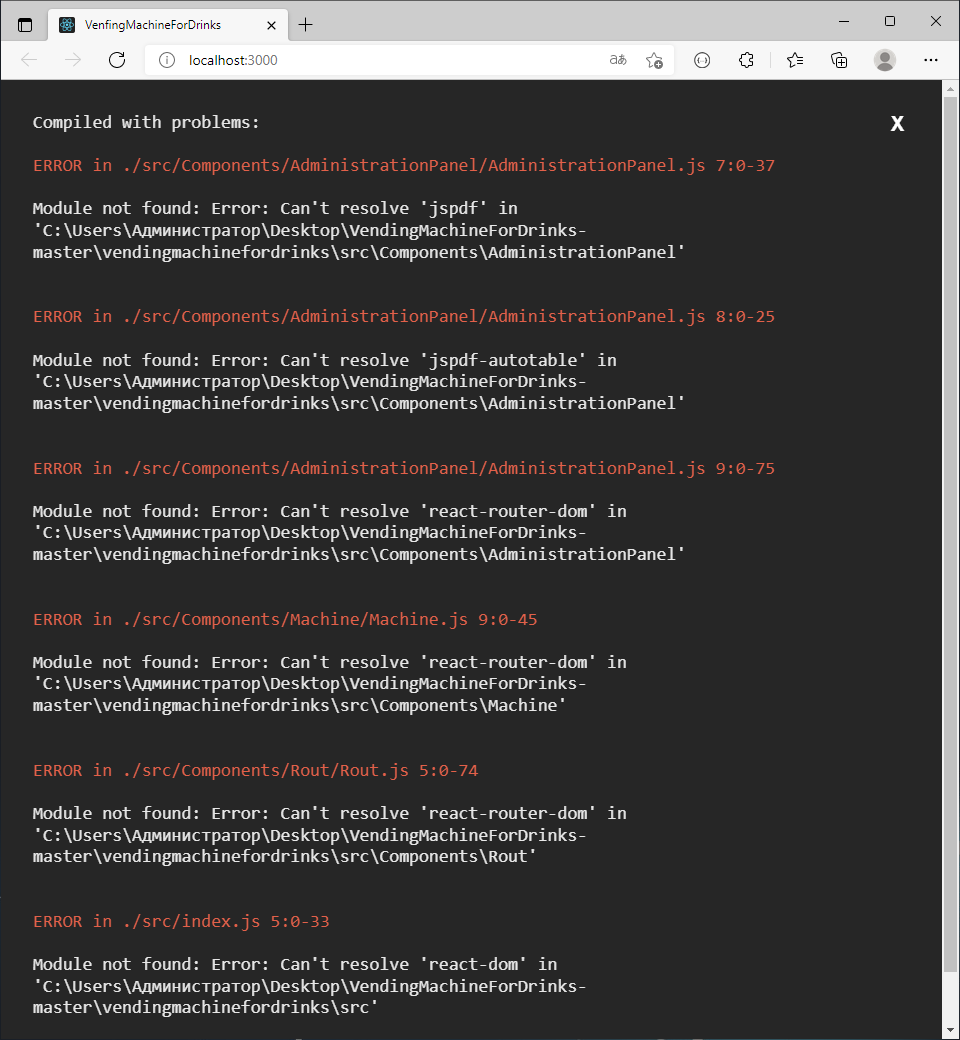 VenfingMachineForDrinks
localhost:3000
aあ
Compiled with problems:
X
ERROR in ./src/Components/AdministrationPanel/AdministrationPanel.js 7:0-37
Module not found: Error: Can't resolve 'jspdf' in
'C:\Users\Администратор\Desktop\VendingMachineForDrinks-
master\vendingmachinefordrinks\src\Components\AdministrationPanel'
ERROR in ./src/Components/AdministrationPanel/AdministrationPanel.js 8:0-25
Module not found: Error: Can't resolve 'jspdf-autotable' in
'C:\Users\Администратор\Desktop\VendingMachineForDrinks-
master\vendingmachinefordrinks\src\Components\AdministrationPanel'
ERROR in ./src/Components/AdministrationPanel/AdministrationPanel.js 9:0-75
Module not found: Error: Can't resolve 'react-router-dom' in
'C:\Users\Администратор\Desktop\VendingMachineForDrinks-
master\vendingmachinefordrinks\src\Components\AdministrationPanel'
ERROR in ./src/Components/Machine/Machine.js 9:0-45
Module not found: Error: Can't resolve 'react-router-dom' in
'C:\Users\Администратор\Desktop\VendingMachineForDrinks-
master\vendingmachinefordrinks\src\Components\Machine'
ERROR in ./src/Components/Rout/Rout.js 5:0-74
Module not found: Error: Can't resolve 'react-router-dom' in
'C:\Users\Администратор\Desktop\VendingMachineForDrinks-
master\vendingmachinefordrinks\src\Components\Rout'
ERROR in ./src/index.js 5:0-33
Module not found: Error: Can't resolve 'react-dom' in
'C:\Users\Администратор\Desktop\VendingMachineForDrinks-
master\vendingmachinefordrinks\src'